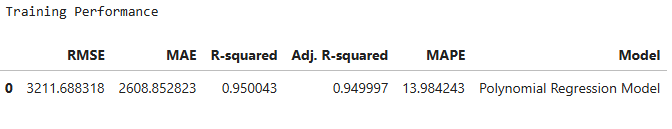 Training Performance
RMSE MAE R-squared Adj. R-squared MAPE Model
0 3211.688318 2608.852823 0.950043 0.949997 13.984243 Polynomial Regression Model